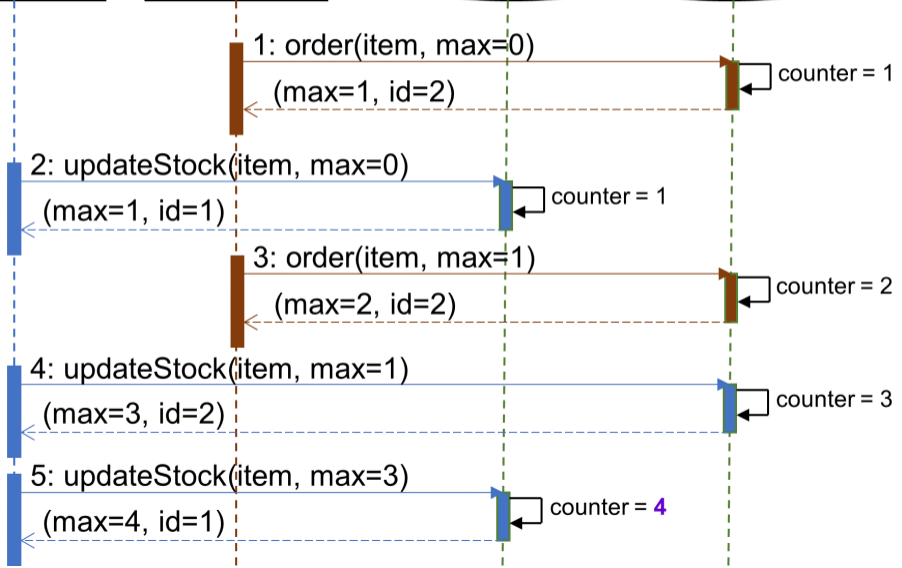 1: order(item, max=0)
counter = 1
(max=1, id=2)
2: updateStock(item, max=0)
counter = 1
(max=1, id=1)
3: order(item, max=1)
counter = 2
(max=2, id=2)
4: updateStock(item, max=1)
counter = 3
(max=3, id=2)
5: updateStock(item, max=3)
counter = 4
(max=4, id=1)